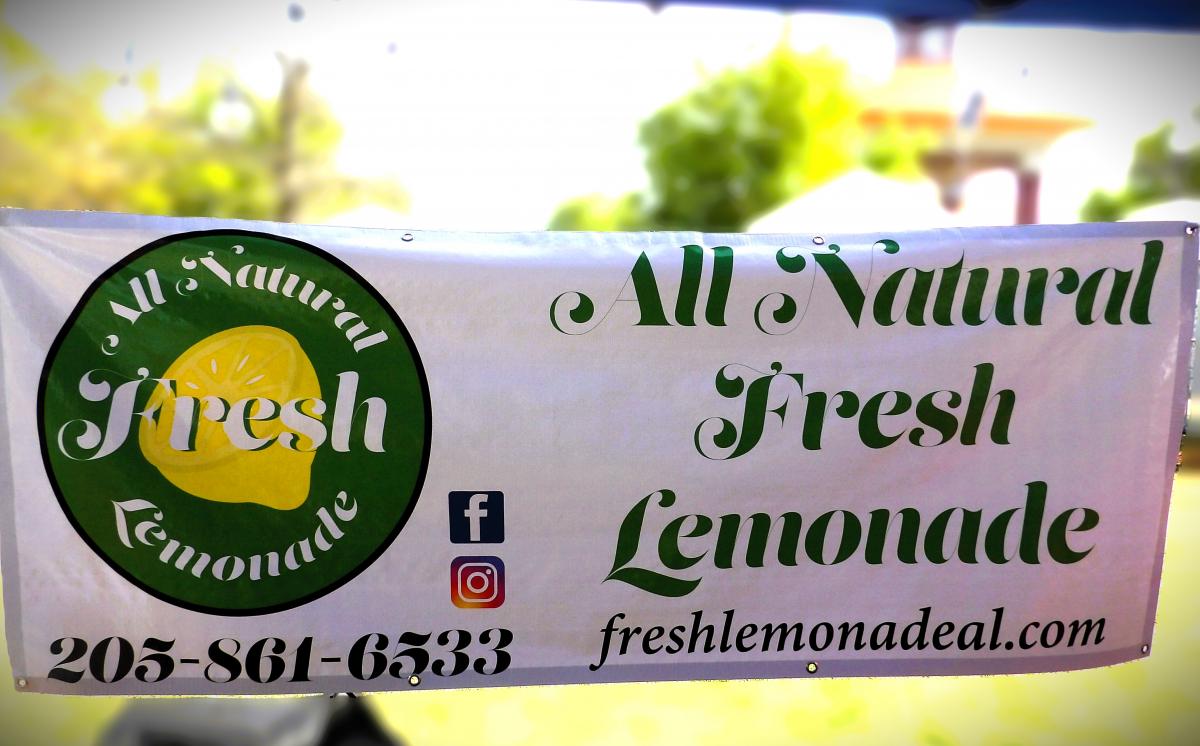 All Natural
Fresh
Lemonade
205-861-6533
f
All Natural
Fresh
Lemonade
freshlemonadeal.com